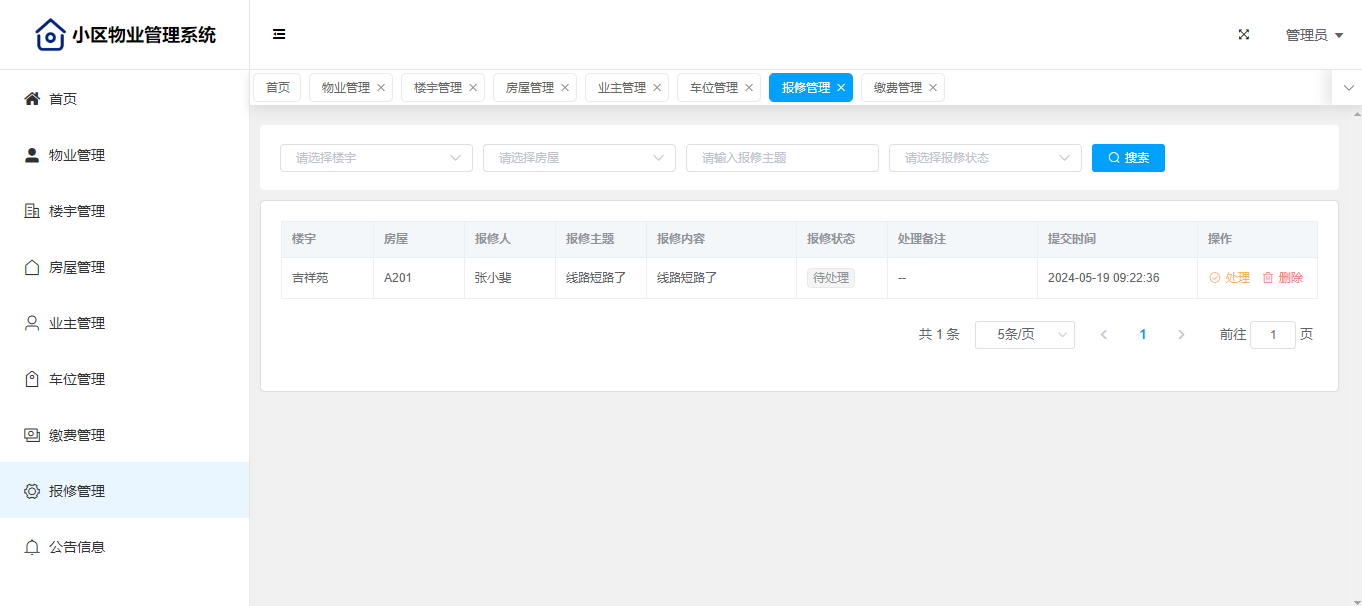 小区物业管理系统
管理员
首页
物业管理
楼宇管理
房屋管理
业主管理
车位管理
缴费管理
报修管理
公告信息
首页 物业管理 楼宇管理 房屋管理 业主管理 车位管理 报修管理 缴费管理
请选择楼宇 请选择房屋 请输入报修主题 请选择报修状态 搜索
楼宇 房屋 报修人 报修主题 报修内容 报修状态 处理备注 提交时间 操作
吉祥苑 A201 张小斐 线路短路了 线路短路了 待处理 -- 2024-05-19 09:22:36 处理 删除
共 1 条 5条/页 1 前往 1 页